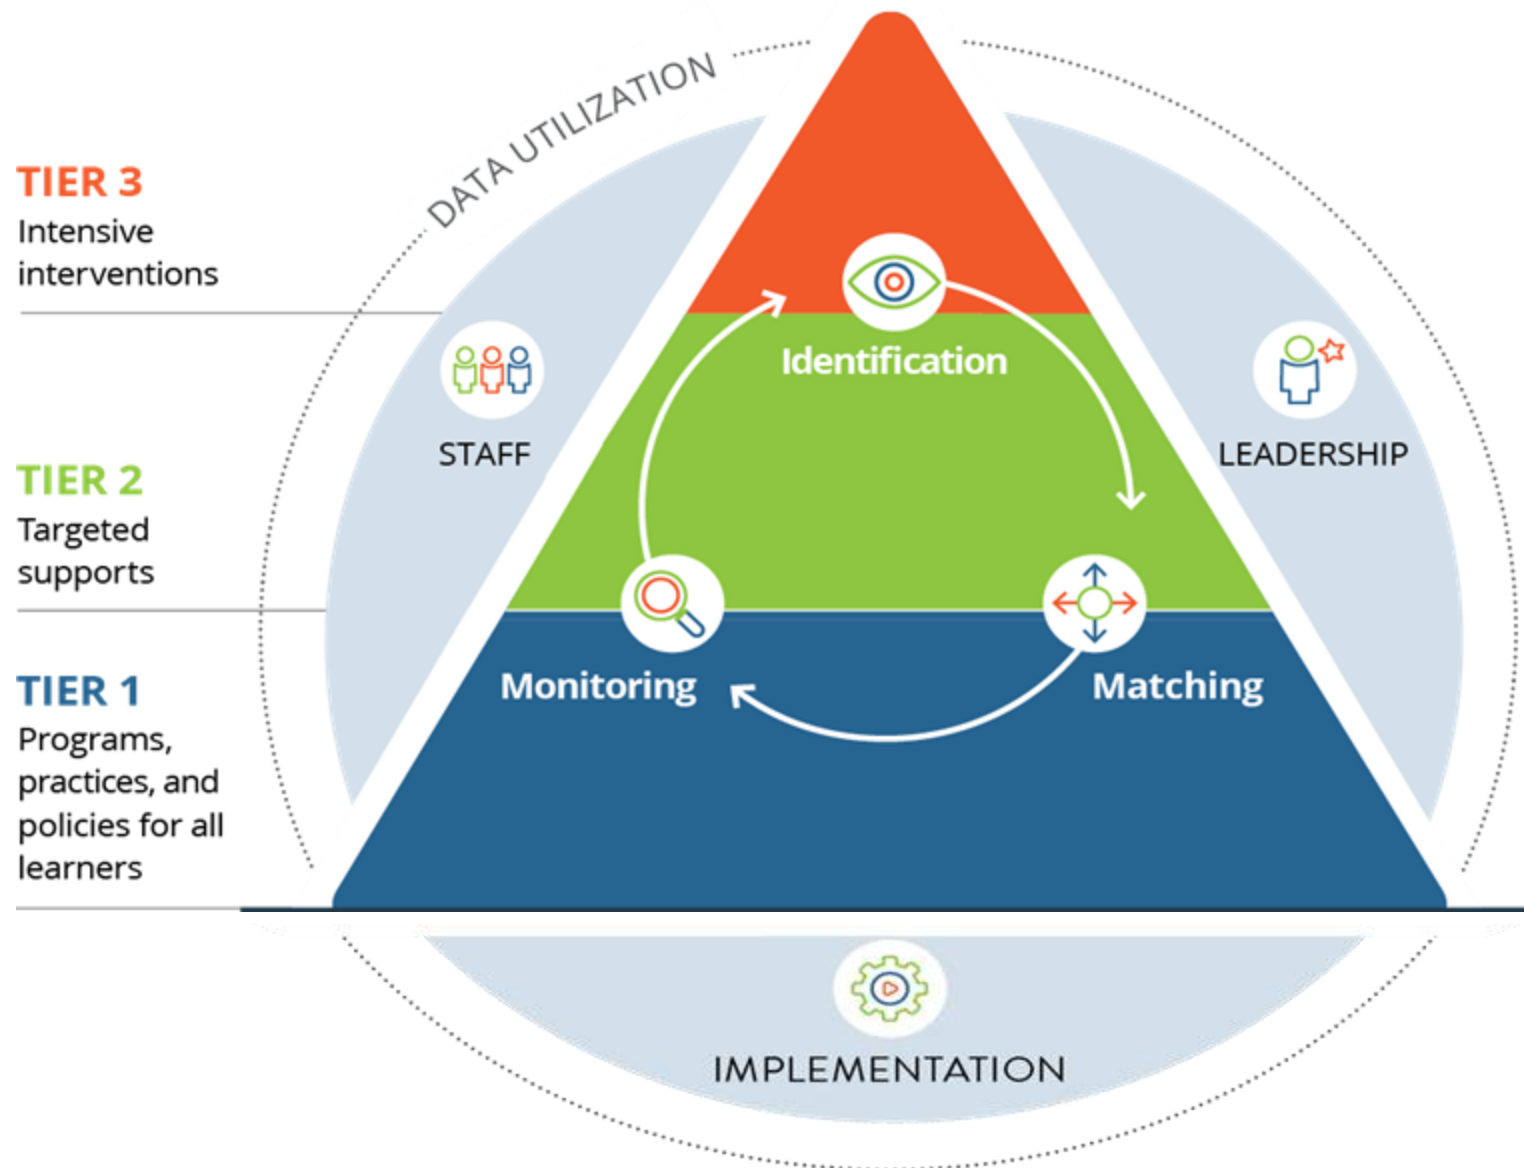 DATA UTILIZATION
TIER 3
Intensive
interventions
Identification
STAFF
LEADERSHIP
TIER 2
Targeted
supports
TIER 1
Programs,
practices, and
policies for all
learners
Monitoring
Matching
IMPLEMENTATION